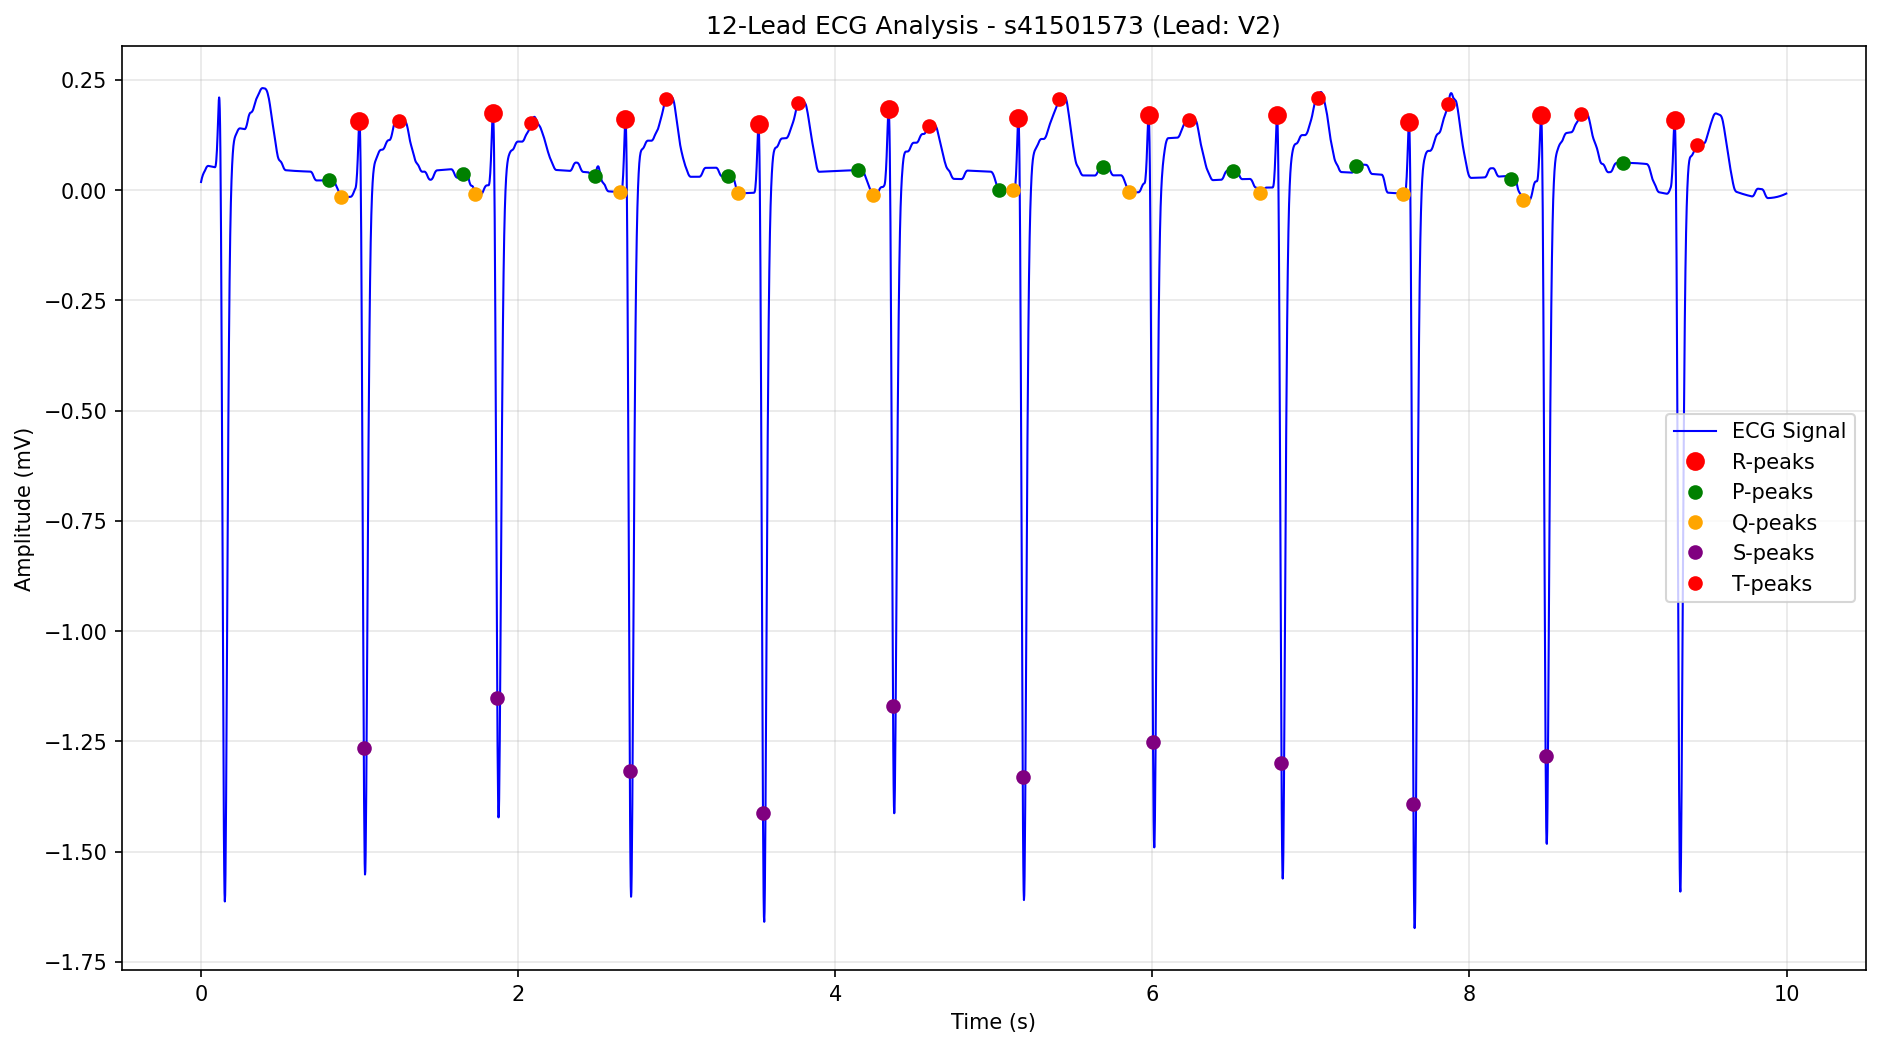 12-Lead ECG Analysis - s41501573 (Lead: V2)
Amplitude (mV)
0.25
0.00
−0.25
−0.50
−0.75
−1.00
−1.25
−1.50
−1.75
ECG Signal
R-peaks
P-peaks
Q-peaks
S-peaks
T-peaks
0 2 4 6 8 10
Time (s)